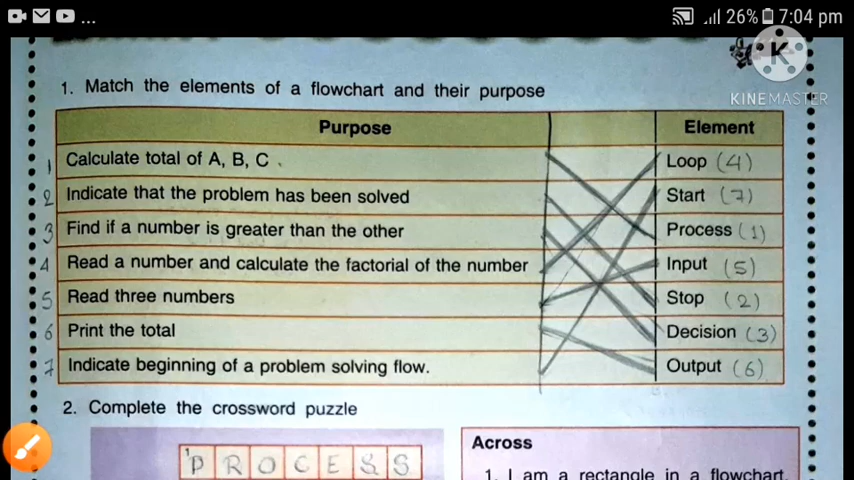 ... 26% 7:04 pm
K
KINEMASTER
1. Match the elements of a flowchart and their purpose
Purpose Element
1 Calculate total of A, B, C Loop (4)
2 Indicate that the problem has been solved Start (7)
3 Find if a number is greater than the other Process (1)
4 Read a number and calculate the factorial of the number Input (5)
5 Read three numbers Stop (2)
6 Print the total Decision (3)
7 Indicate beginning of a problem solving flow. Output (6)
2. Complete the crossword puzzle
Across
1 P R O C E S S
1. I am a rectangle in a flowchart.